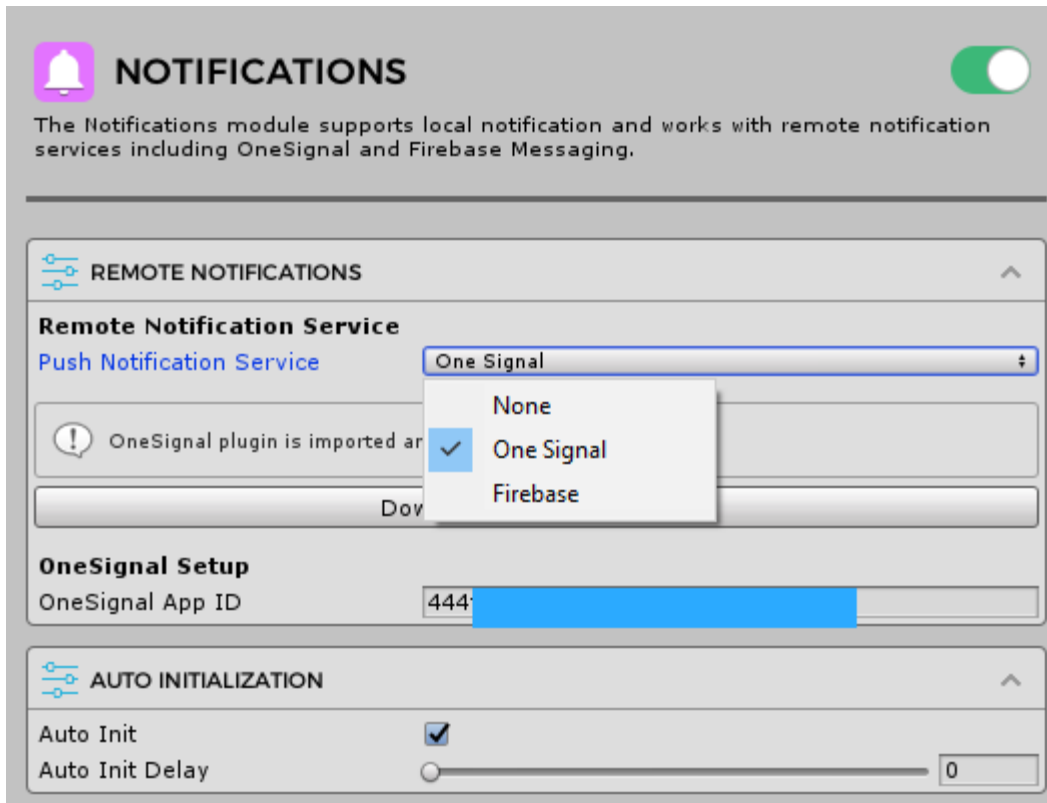 NOTIFICATIONS
The Notifications module supports local notification and works with remote notification
services including OneSignal and Firebase Messaging.
REMOTE NOTIFICATIONS
Remote Notification Service
Push Notification Service One Signal
None
One Signal
Firebase
OneSignal plugin is imported
OneSignal Setup
OneSignal App ID 444
AUTO INITIALIZATION
Auto Init
Auto Init Delay 0